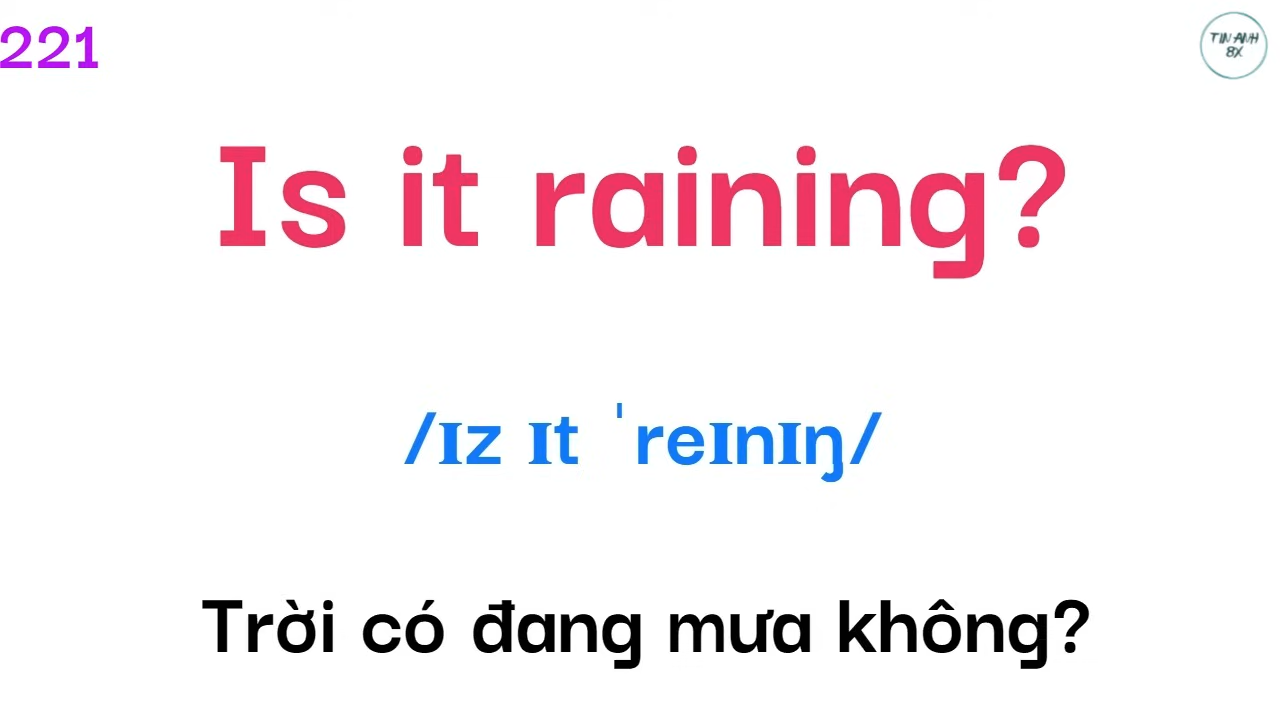 221
TIN ANH
8X
Is it raining?
/ɪz ɪt ˈreɪnɪŋ/
Trời có đang mưa không?